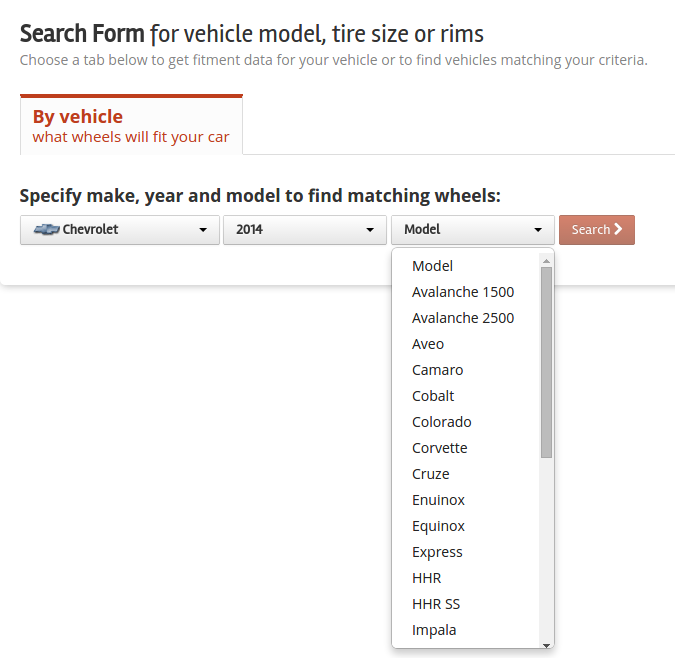 Search Form for vehicle model, tire size or rims
Choose a tab below to get fitment data for your vehicle or to find vehicles matching your criteria.
By vehicle
what wheels will fit your car
Specify make, year and model to find matching wheels:
Chevrolet 2014 Model Search
Model
Avalanche 1500
Avalanche 2500
Aveo
Camaro
Cobalt
Colorado
Corvette
Cruze
Enuinox
Equinox
Express
HHR
HHR SS
Impala